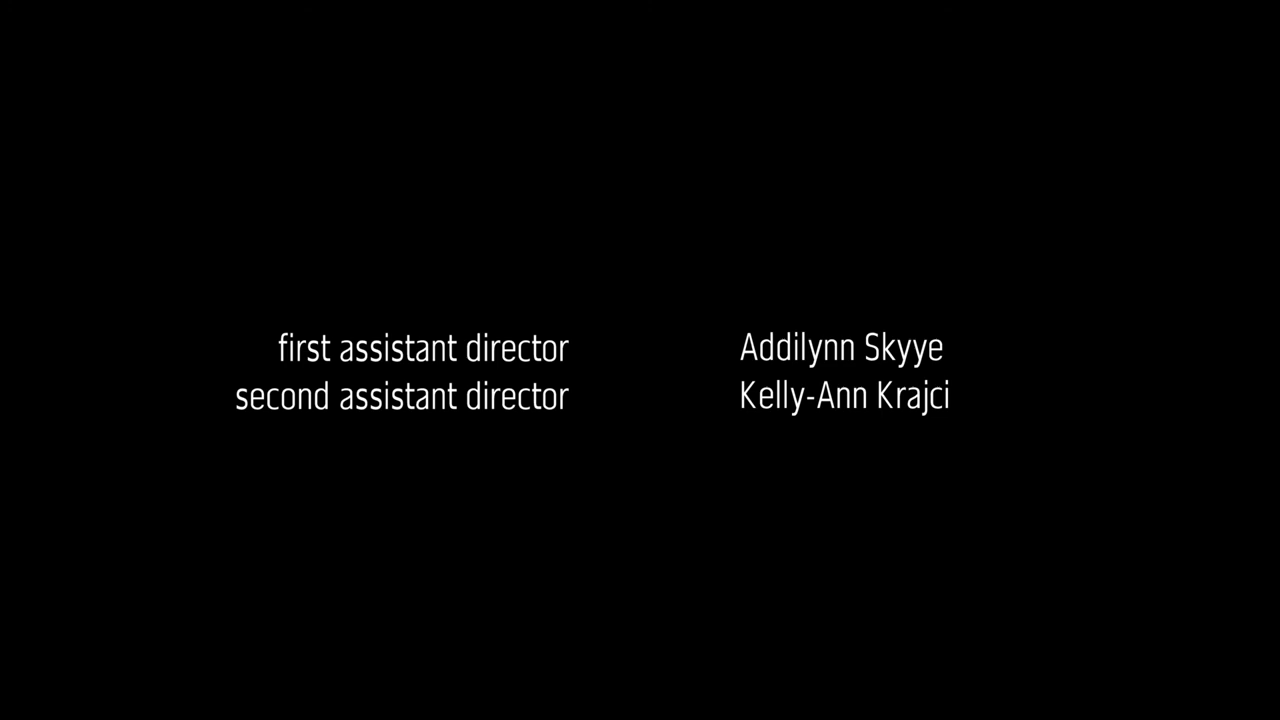 first assistant director Addilynn Skyye
second assistant director Kelly-Ann Krajci